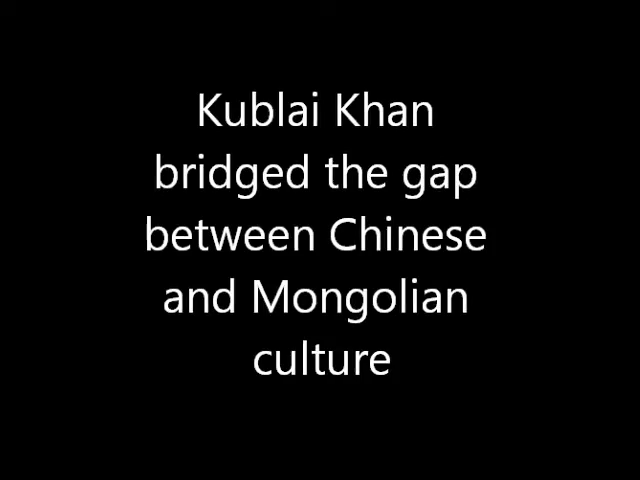 Kublai Khan
bridged the gap
between Chinese
and Mongolian
culture